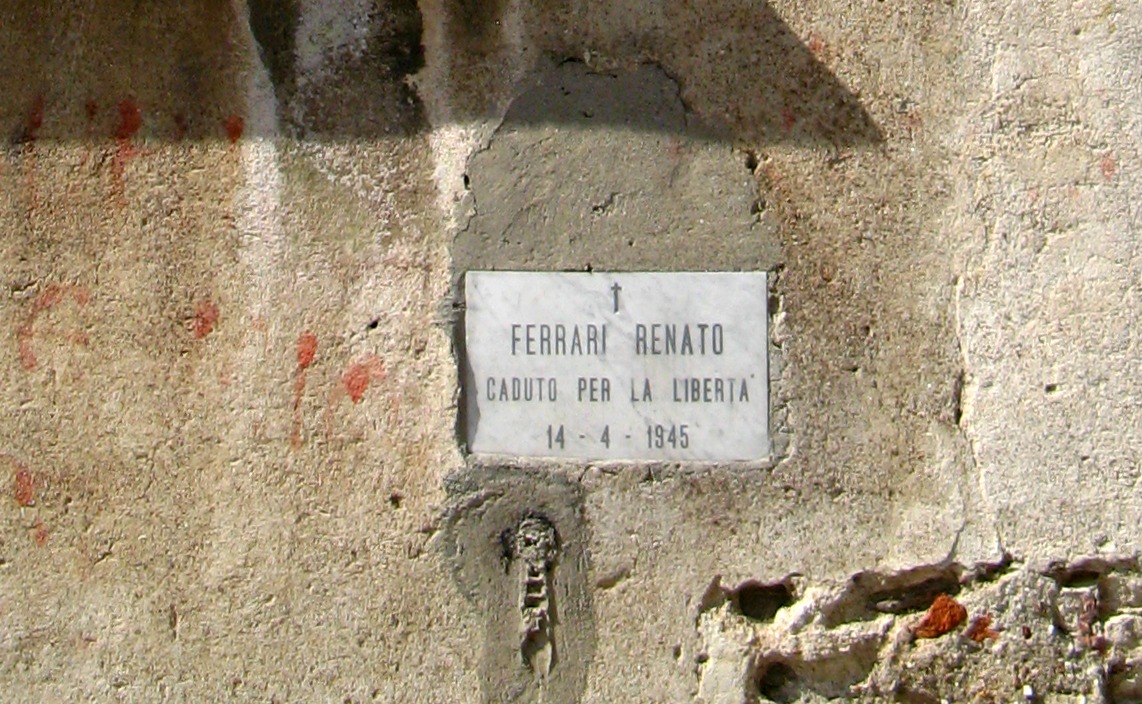 FERRARI RENATO
CADUTO PER LA LIBERTA'
14 - 4 - 1945